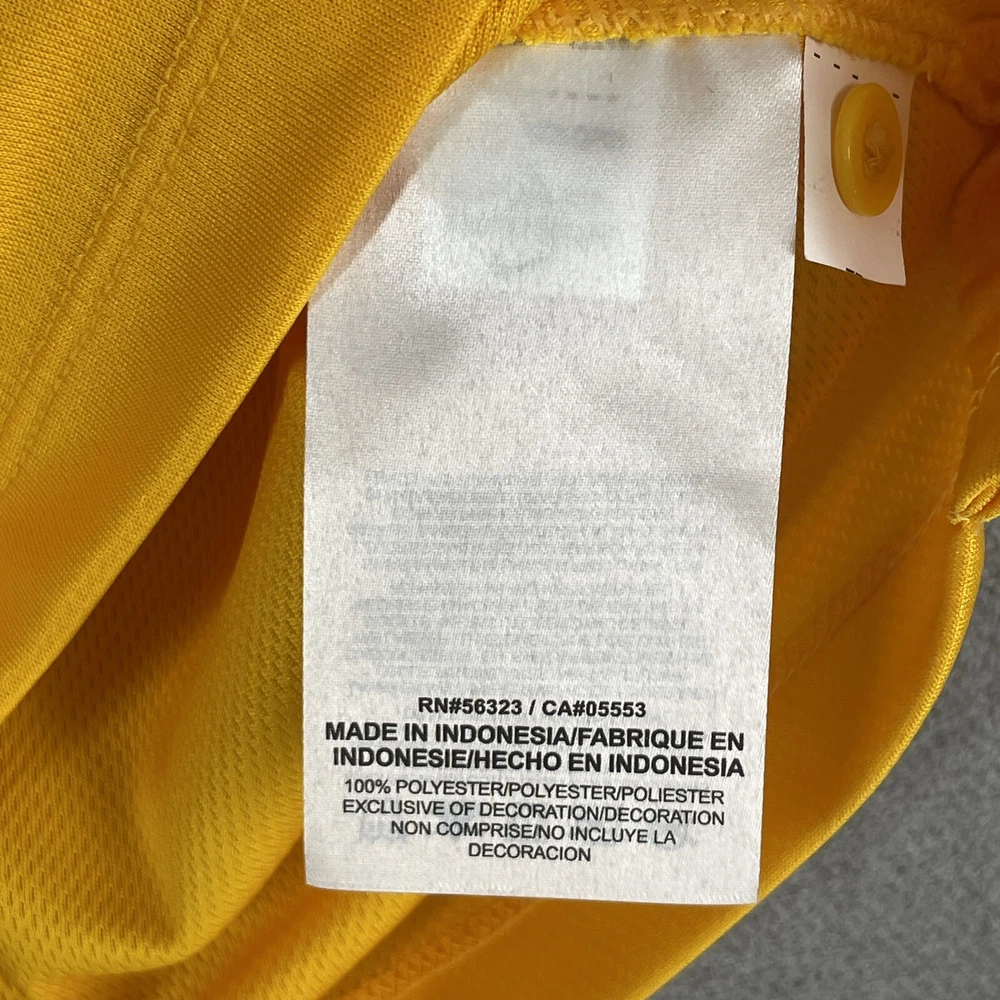 RN#56323 / CA#05553
MADE IN INDONESIA/FABRIQUE EN
INDONESIE/HECHO EN INDONESIA
100% POLYESTER/POLYESTER/POLIESTER
EXCLUSIVE OF DECORATION/DECORATION
NON COMPRISE/NO INCLUYE LA
DECORACION